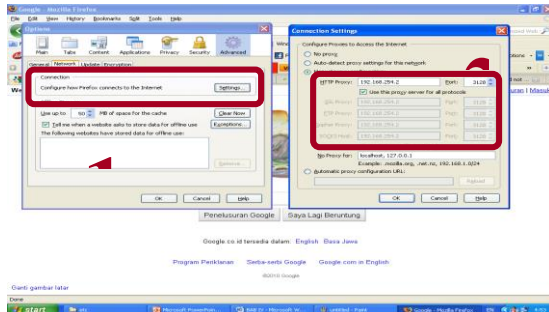 Google - Mozilla Firefox
File Edit View History Bookmarks Tools Help
Options
Main Tabs Content Applications Privacy Security Advanced
General Network Update Encryption
Connection
Configure how Firefox connects to the Internet
Settings...
Use up to 50 MB of space for the cache
Clear Now
Tell me when a website asks to store data for offline use
Exceptions...
The following websites have stored data for offline use:
Remove...
OK Cancel Help
Connection Settings
Configure Proxies to Access the Internet
No proxy
Auto-detect proxy settings for this network
HTTP Proxy: 192.168.254.2 Port: 3128
Use this proxy server for all protocols
SSL Proxy: 192.168.254.2 Port: 3128
192.168.254.2 Port: 3128
192.168.254.2 Port: 3128
192.168.254.2 Port: 3128
No Proxy for: localhost, 127.0.0.1
Example: .mozilla.org, .net.nz, 192.168.1.0/24
Automatic proxy configuration URL:
Reload
OK Cancel Help
Penelusuran Google Saya Lagi Beruntung
Google.co.id tersedia dalam: English Basa Jawa
Program Periklanan Serba-serbi Google Google.com in English
©2010 Google
Ganti gambar latar
Done
start
Microsoft PowerPoin... BAB IV - Microsoft W... untitled - Paint Google - Mozilla Firefox EN